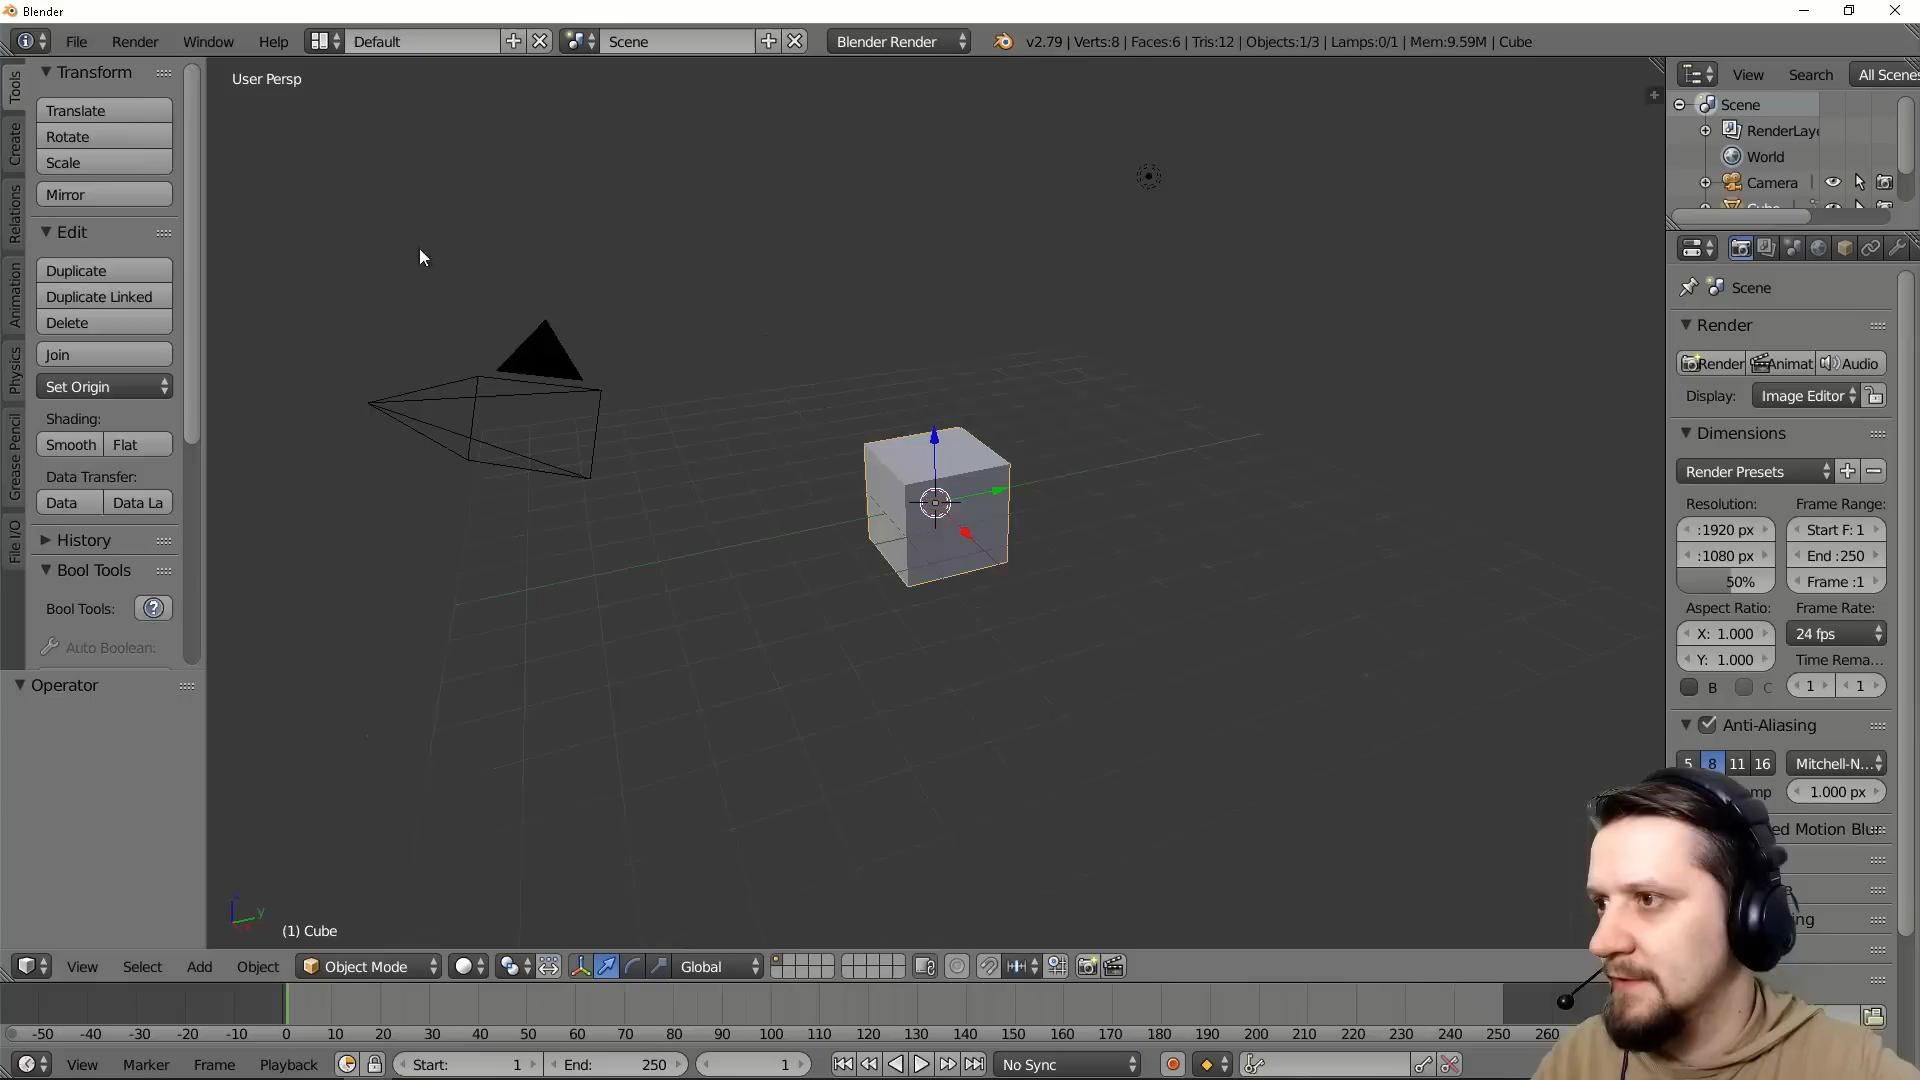 Blender
File
Render
Window
Help
Default
Scene
Blender Render
v2.79 | Verts:8 | Faces:6 | Tris:12 | Objects:1/3 | Lamps:0/1 | Mem:9.59M | Cube
Tools
Create
Relations
Animation
Physics
Grease Pencil
File I/O
Transform
Translate
Rotate
Scale
Mirror
Edit
Duplicate
Duplicate Linked
Delete
Join
Set Origin
Shading:
Smooth
Flat
Data Transfer:
Data
Data La
History
Bool Tools
Bool Tools:
Auto Boolean:
Operator
User Persp
y
(1) Cube
View
Search
All Scenes
Scene
RenderLaye
World
Camera
Cube
Scene
Render
Render
Animat
Audio
Display:
Image Editor
Dimensions
Render Presets
Resolution:
Frame Range:
:1920 px
Start F: 1
:1080 px
End :250
50%
Frame :1
Aspect Ratio:
Frame Rate:
X: 1.000
24 fps
Y: 1.000
Time Rema...
B
C
1
1
Anti-Aliasing
5
8
11
16
Mitchell-N...
mp
1.000 px
ed Motion Blu
ng
View
Select
Add
Object
Object Mode
Global
-50 -40 -30 -20 -10 0 10 20 30 40 50 60 70 80 90 100 110 120 130 140 150 160 170 180 190 200 210 220 230 240 250 260
View
Marker
Frame
Playback
Start: 1
End: 250
1
No Sync